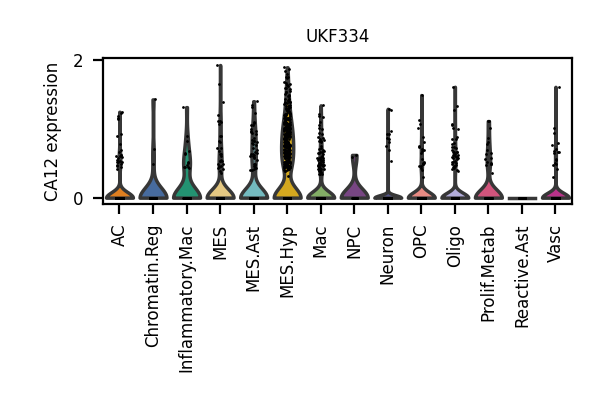 UKF334
CA12 expression
2
0
AC
Chromatin.Reg
Inflammatory.Mac
MES
MES.Ast
MES.Hyp
Mac
NPC
Neuron
OPC
Oligo
Prolif.Metab
Reactive.Ast
Vasc